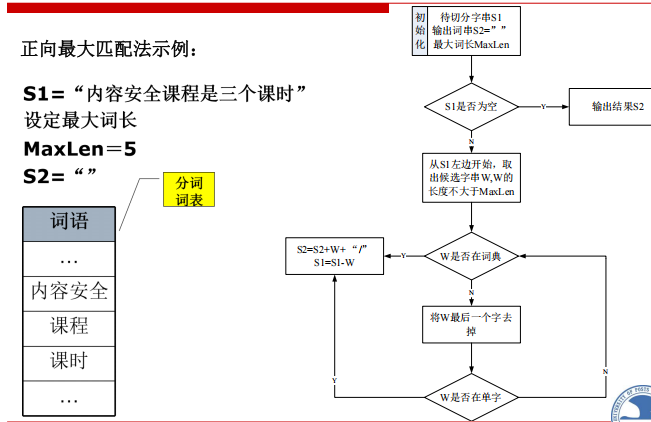 正向最大匹配法示例：
S1=“内容安全课程是三个课时”
设定最大词长
MaxLen＝5
S2=“”
分词
词表
词语
…
内容安全
课程
课时
…
初始化
待切分字串S1
输出词串S2=” ”
最大词长MaxLen
S1是否为空
Y
输出结果S2
N
从S1左边开始，取
出候选字串W,W的
长度不大于MaxLen
W是否在词典
Y
S2=S2+W+ “/”
S1=S1-W
N
将W最后一个字去
掉
W是否在单字
Y
N